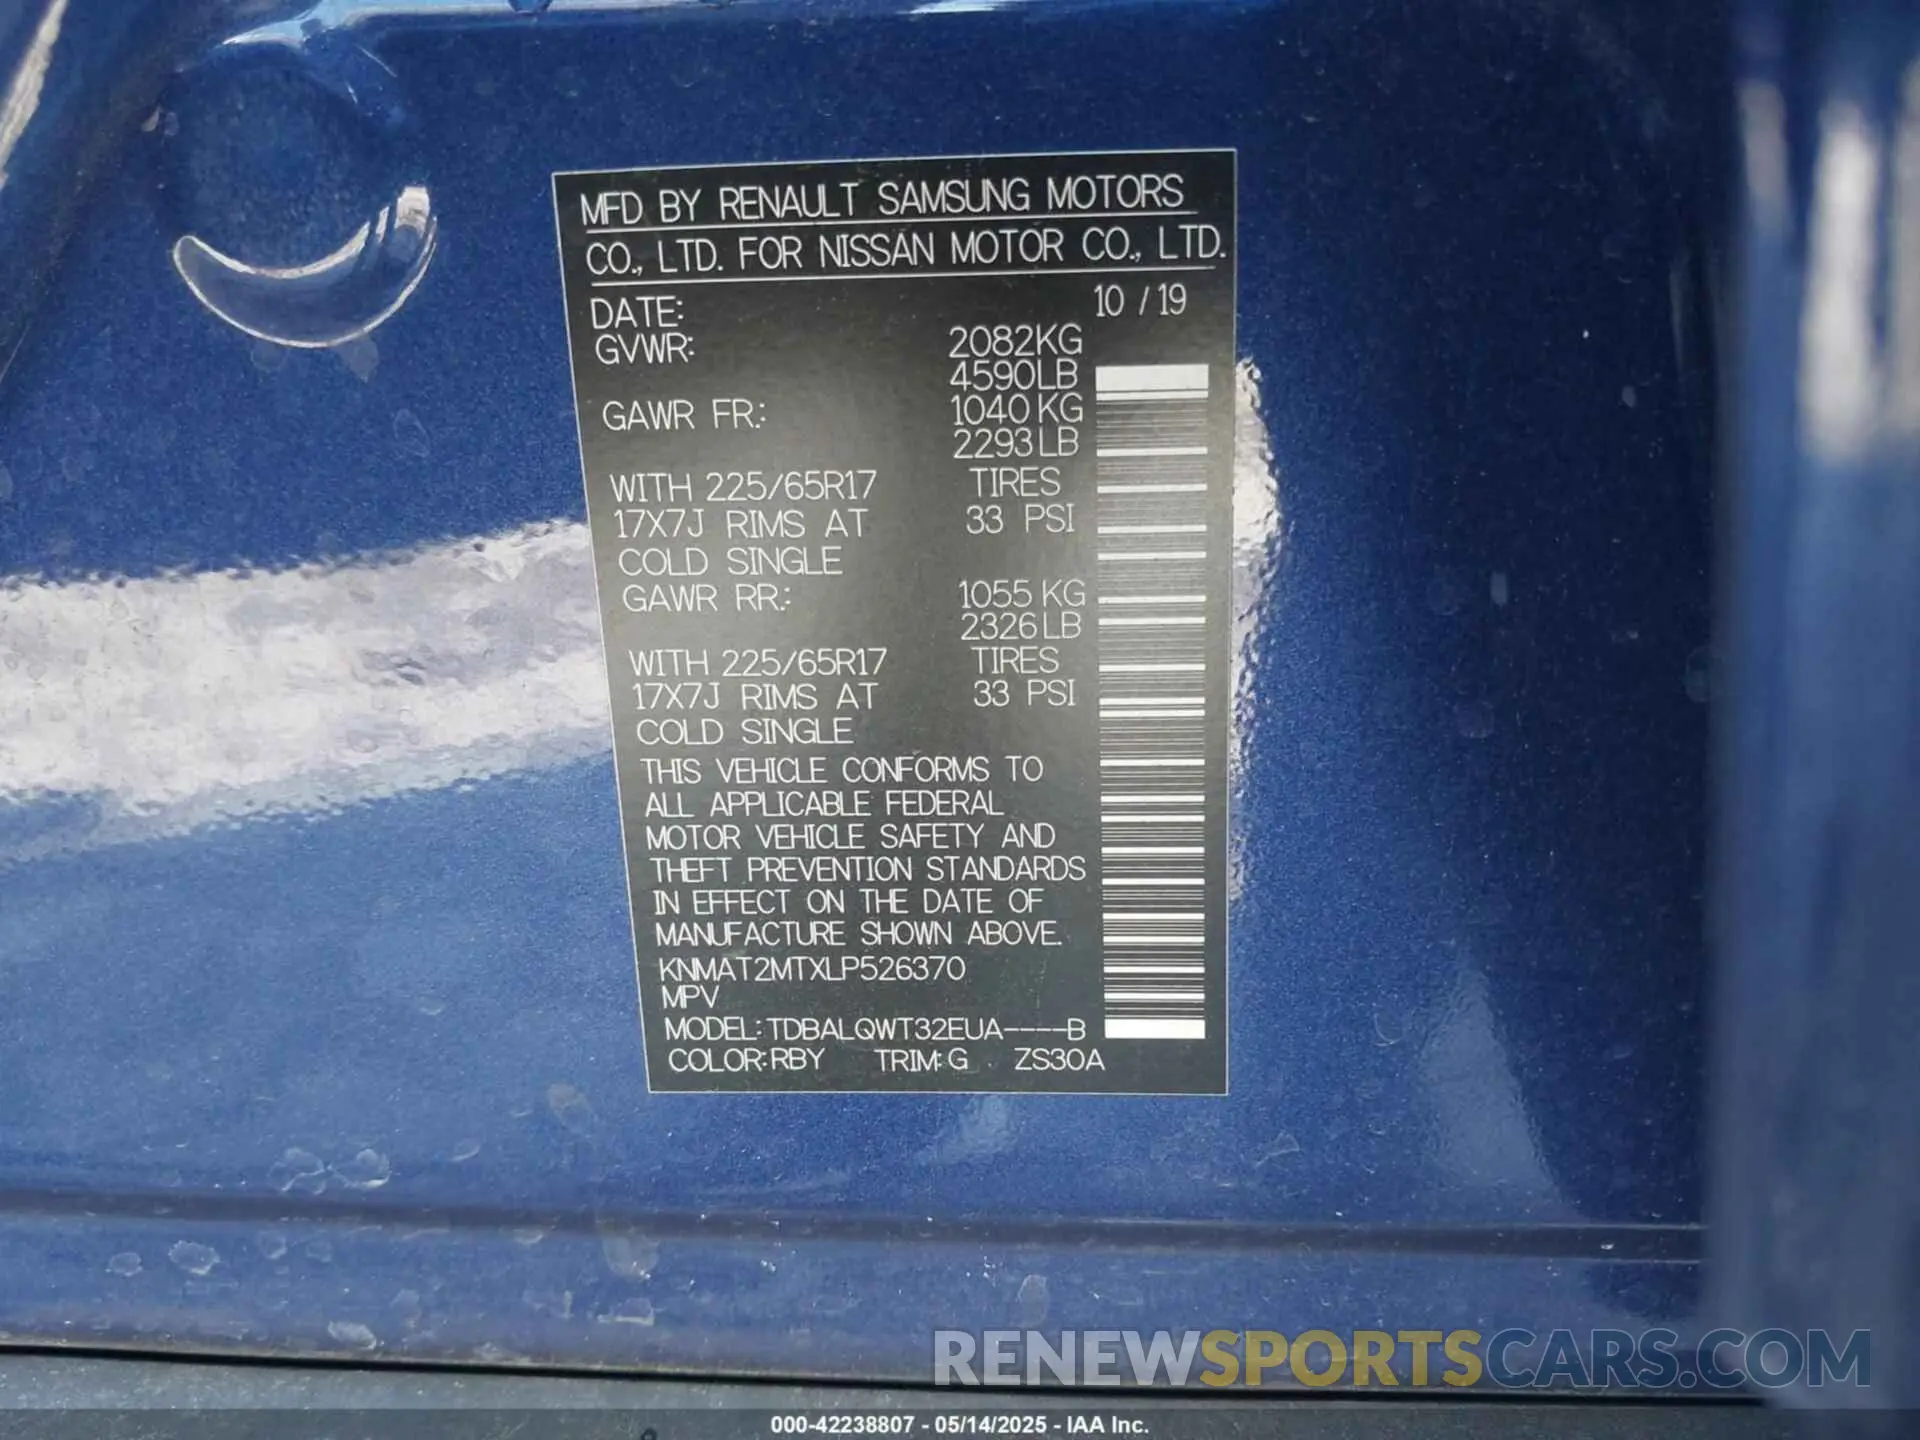 MFD BY RENAULT SAMSUNG MOTORS
CO., LTD. FOR NISSAN MOTOR CO., LTD.
DATE: 10 / 19
GVWR: 2082KG
4590LB
GAWR FR.: 1040 KG
2293LB
WITH 225/65R17 TIRES
17X7J RIMS AT 33 PSI
COLD SINGLE
GAWR RR.: 1055 KG
2326LB
WITH 225/65R17 TIRES
17X7J RIMS AT 33 PSI
COLD SINGLE
THIS VEHICLE CONFORMS TO
ALL APPLICABLE FEDERAL
MOTOR VEHICLE SAFETY AND
THEFT PREVENTION STANDARDS
IN EFFECT ON THE DATE OF
MANUFACTURE SHOWN ABOVE.
KNMAT2MTXLP526370
MPV
MODEL: TDBALQWT32EUA----B
COLOR: RBY TRIM: G ZS30A
RENEWSPORTSCARS.COM
000-42238807 - 05/14/2025 - IAA Inc.